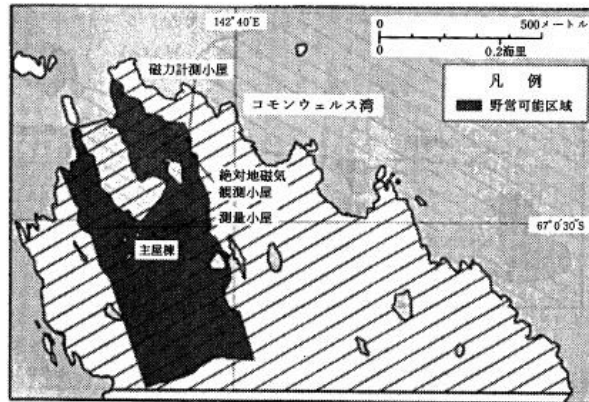 142°40′E
0 500メートル
0 0.2海里
凡 例
野営可能区域
磁力計測小屋
コモンウェルス湾
絶対地磁気
観測小屋
測量小屋
67°0′30″S
主屋棟